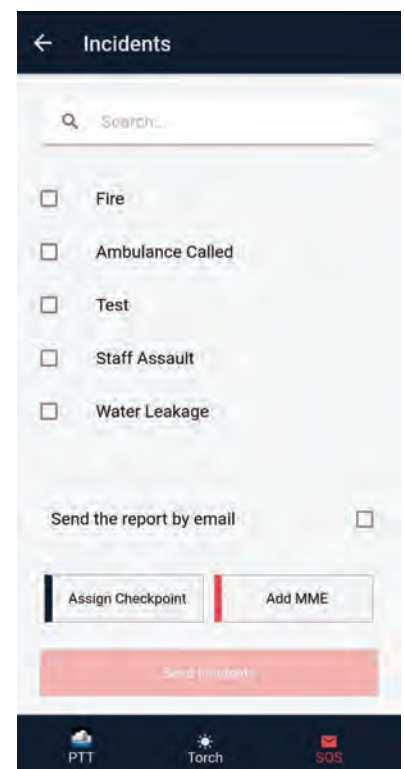 Incidents
Search...
Fire
Ambulance Called
Test
Staff Assault
Water Leakage
Send the report by email
Assign Checkpoint Add MME
Send Incidents
PTT Torch SOS